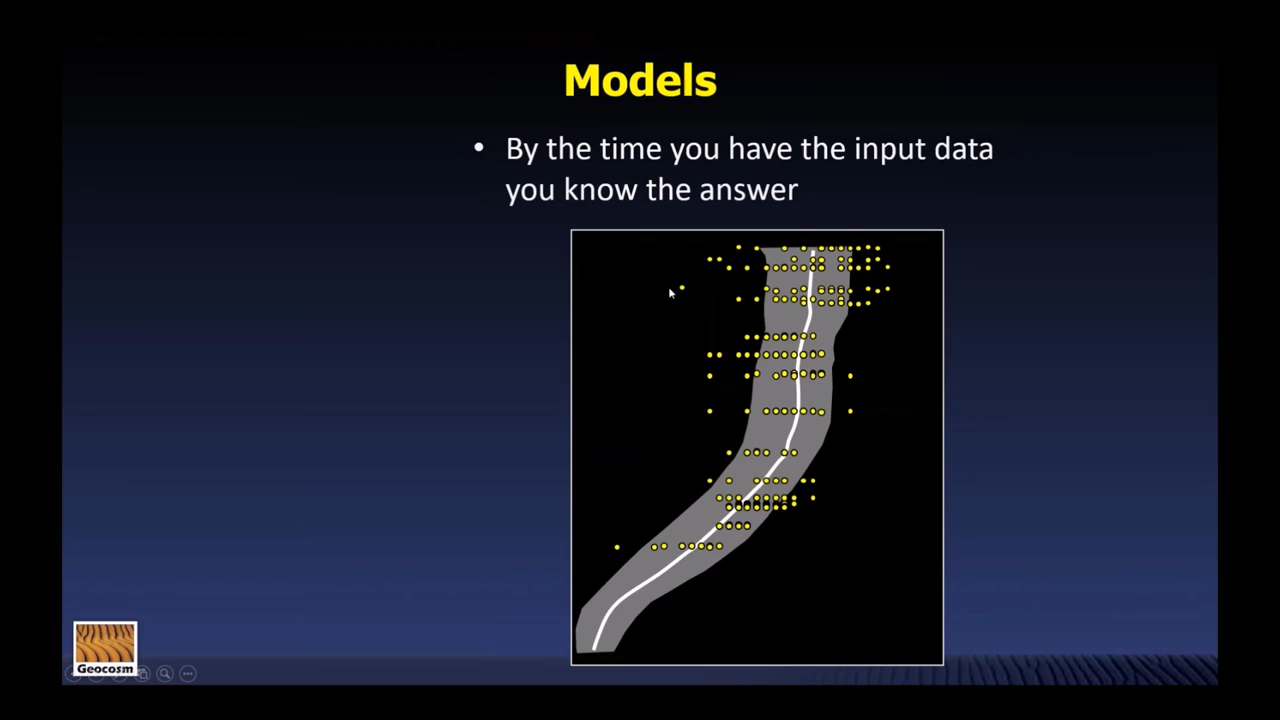 Models
• By the time you have the input data
you know the answer
Geocosm